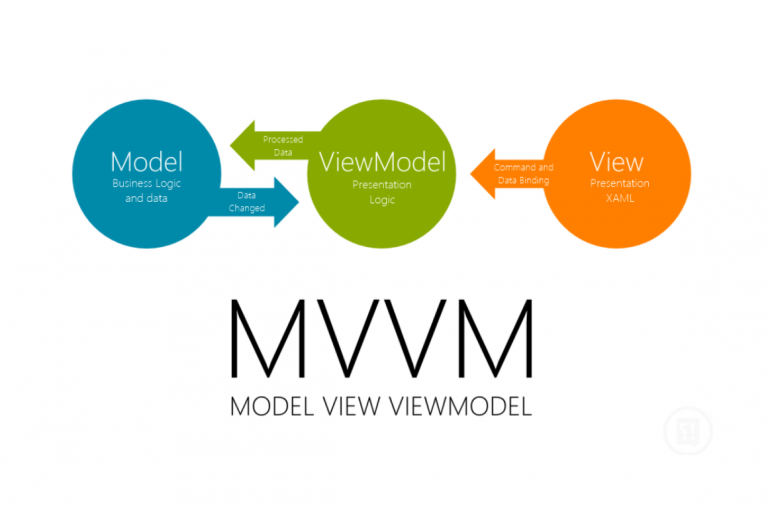 Model
Business Logic
and data
Processed
Data
Data
Changed
ViewModel
Presentation
Logic
Command and
Data Binding
View
Presentation
XAML
MVVM
MODEL VIEW VIEWMODEL